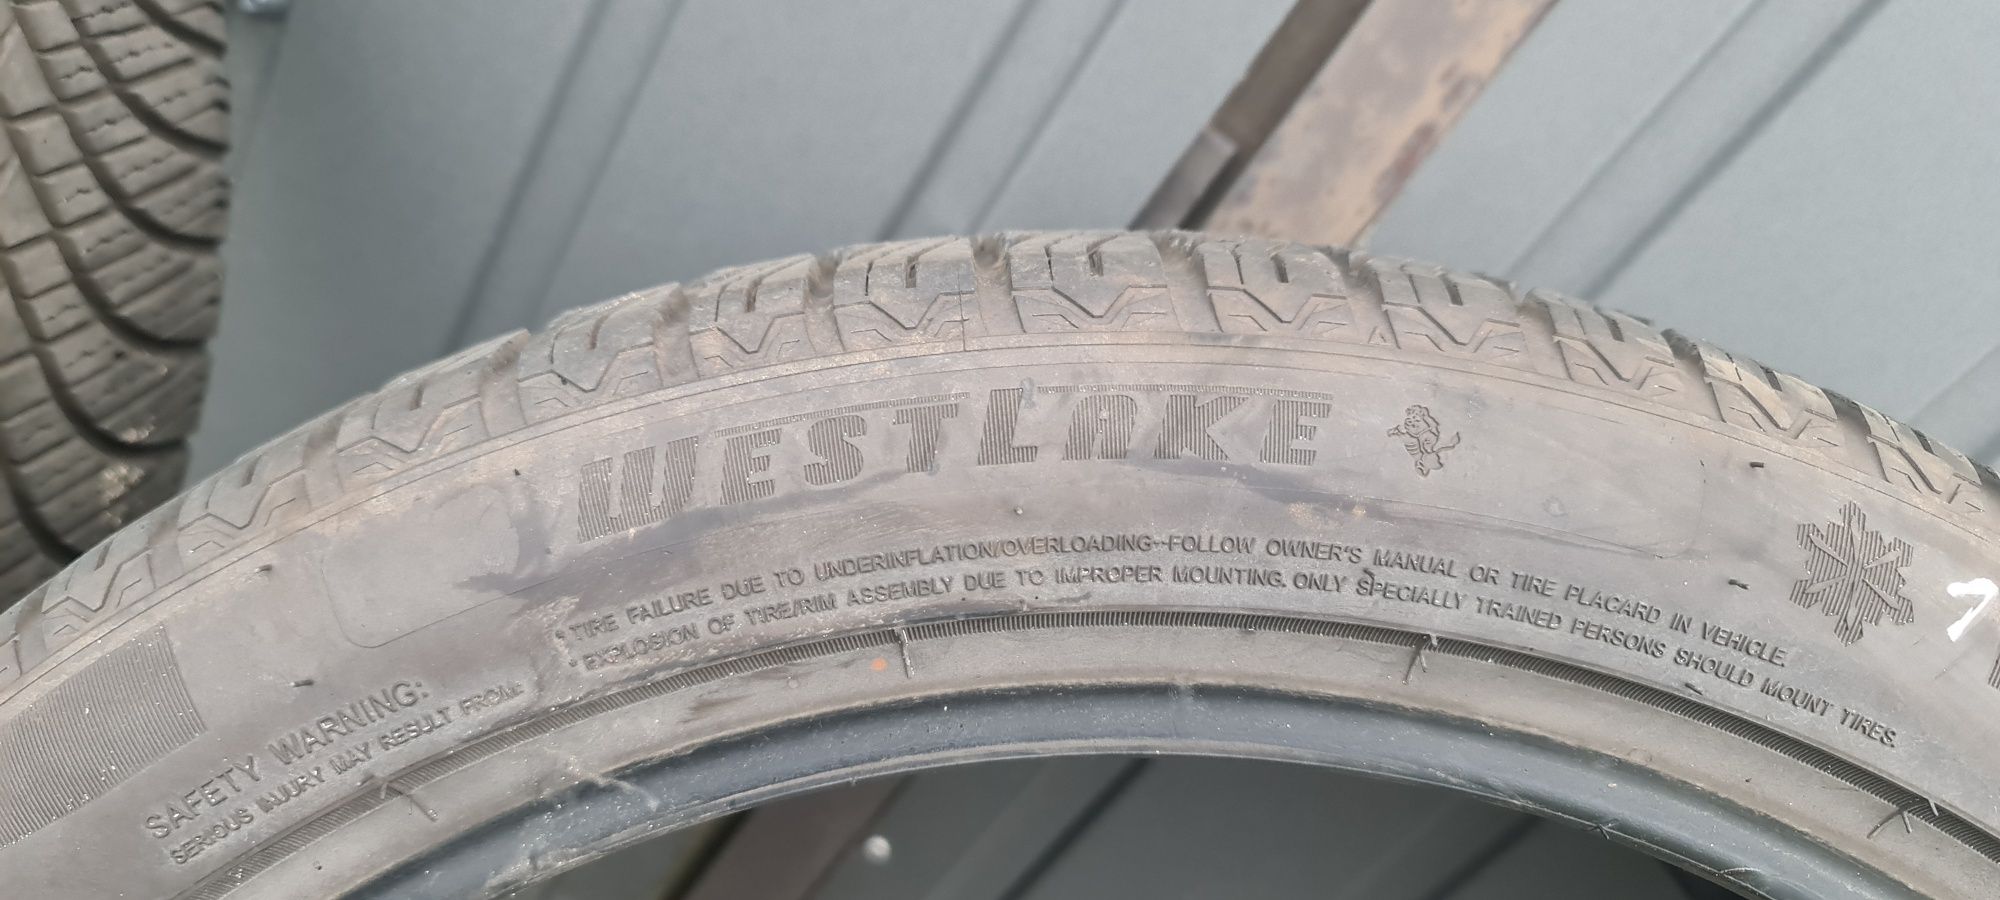 WESTLAKE
SAFETY WARNING:
SERIOUS INJURY MAY RESULT FROM:
• TIRE FAILURE DUE TO UNDERINFLATION/OVERLOADING--FOLLOW OWNER'S MANUAL OR TIRE PLACARD IN VEHICLE.
• EXPLOSION OF TIRE/RIM ASSEMBLY DUE TO IMPROPER MOUNTING. ONLY SPECIALLY TRAINED PERSONS SHOULD MOUNT TIRES.